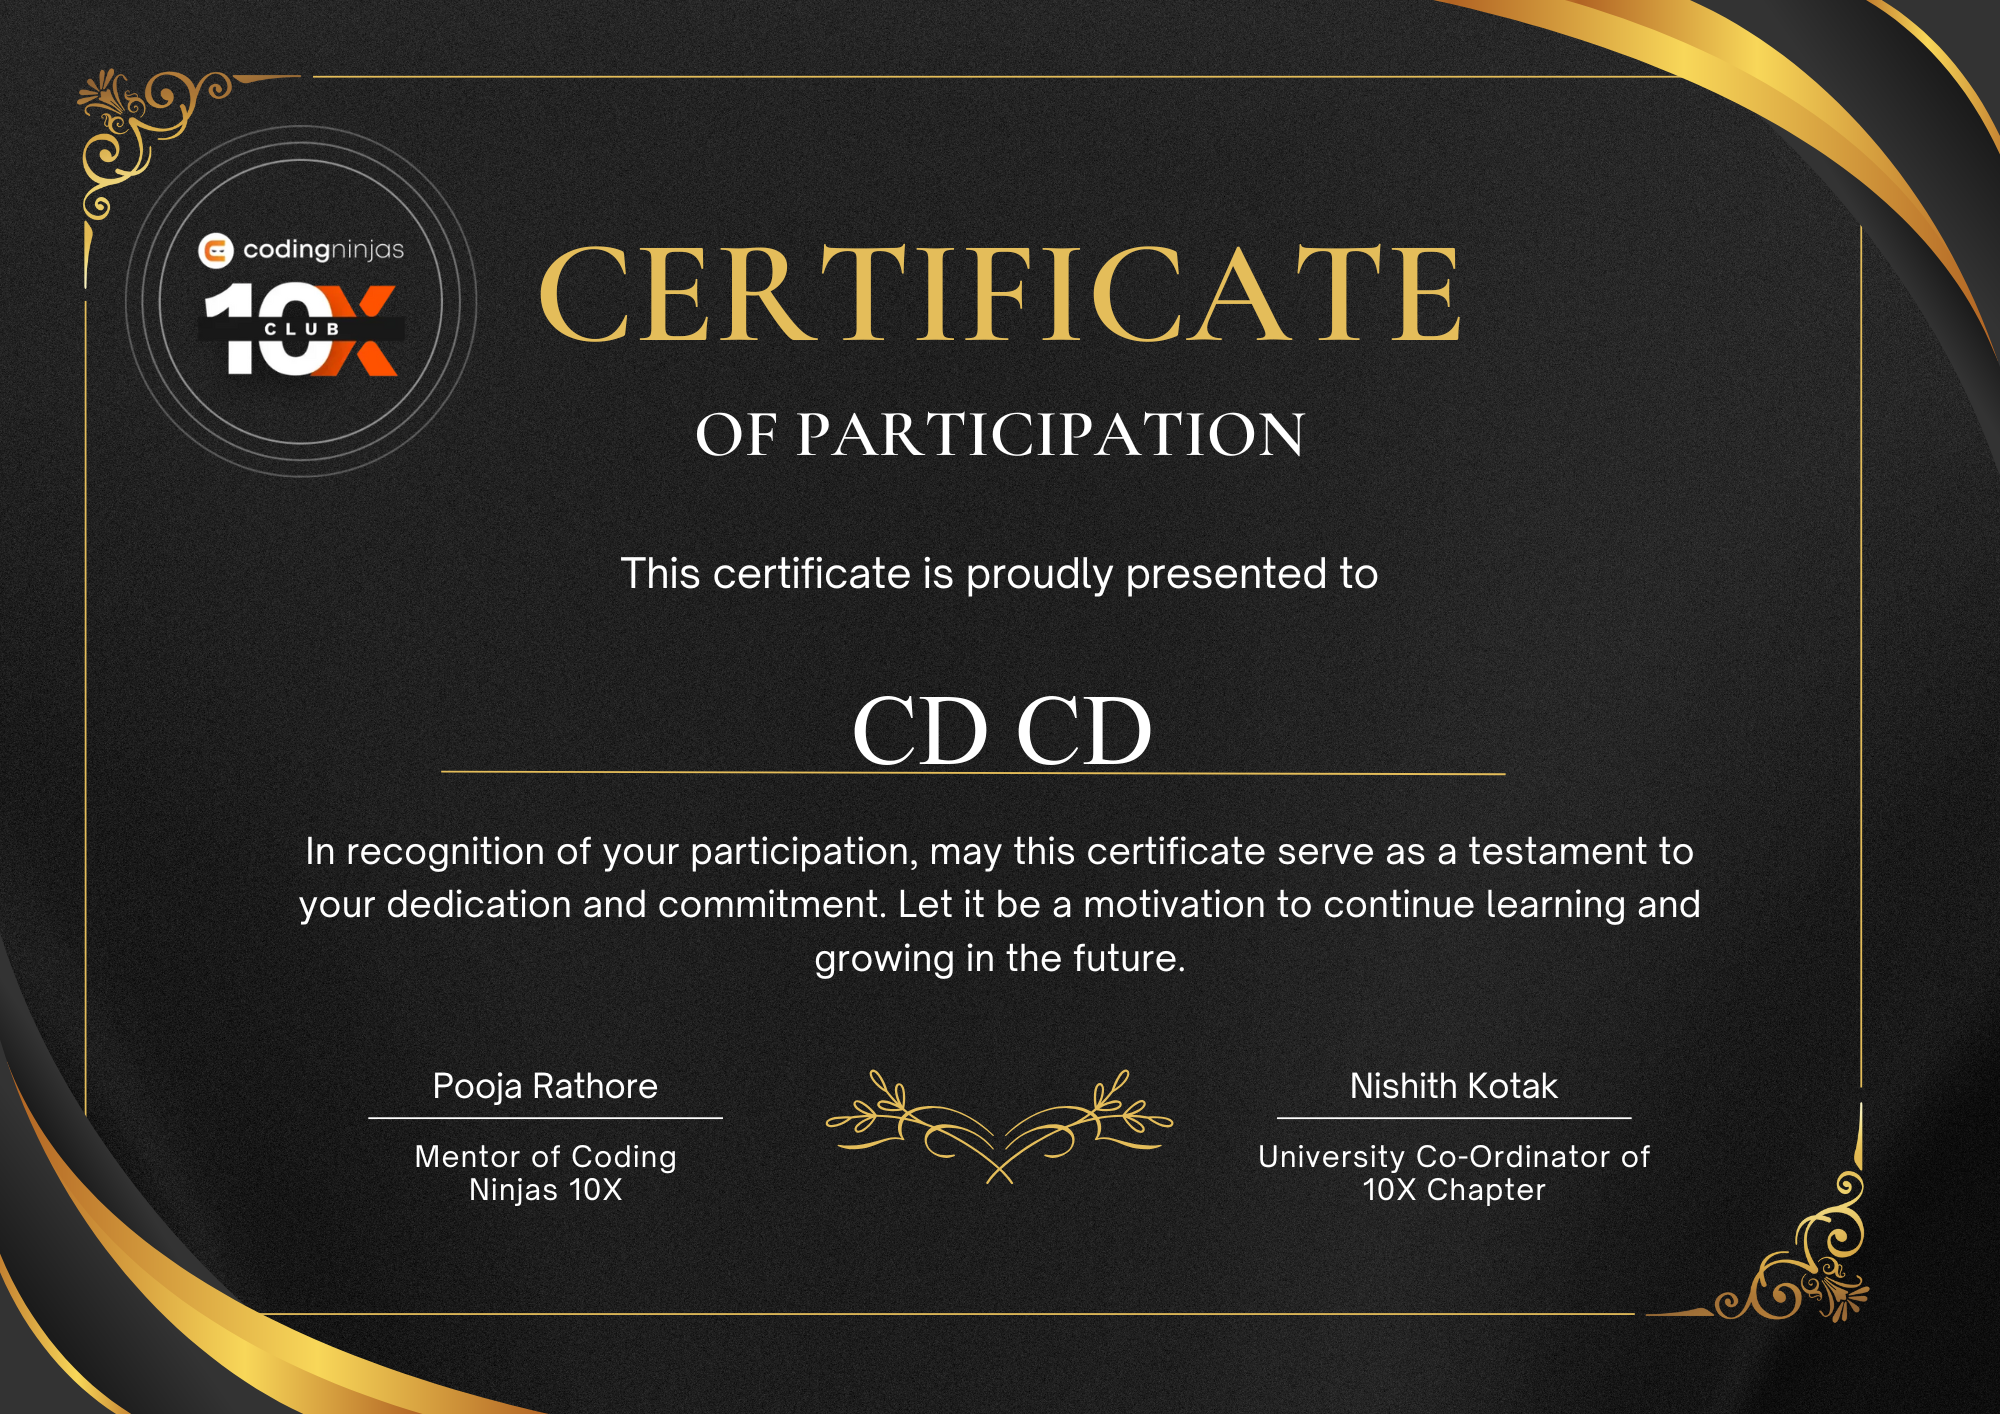 codingninjas
10X
CLUB
CERTIFICATE
OF PARTICIPATION
This certificate is proudly presented to
CD CD
In recognition of your participation, may this certificate serve as a testament to
your dedication and commitment. Let it be a motivation to continue learning and
growing in the future.
Pooja Rathore
Mentor of Coding
Ninjas 10X
Nishith Kotak
University Co-Ordinator of
10X Chapter